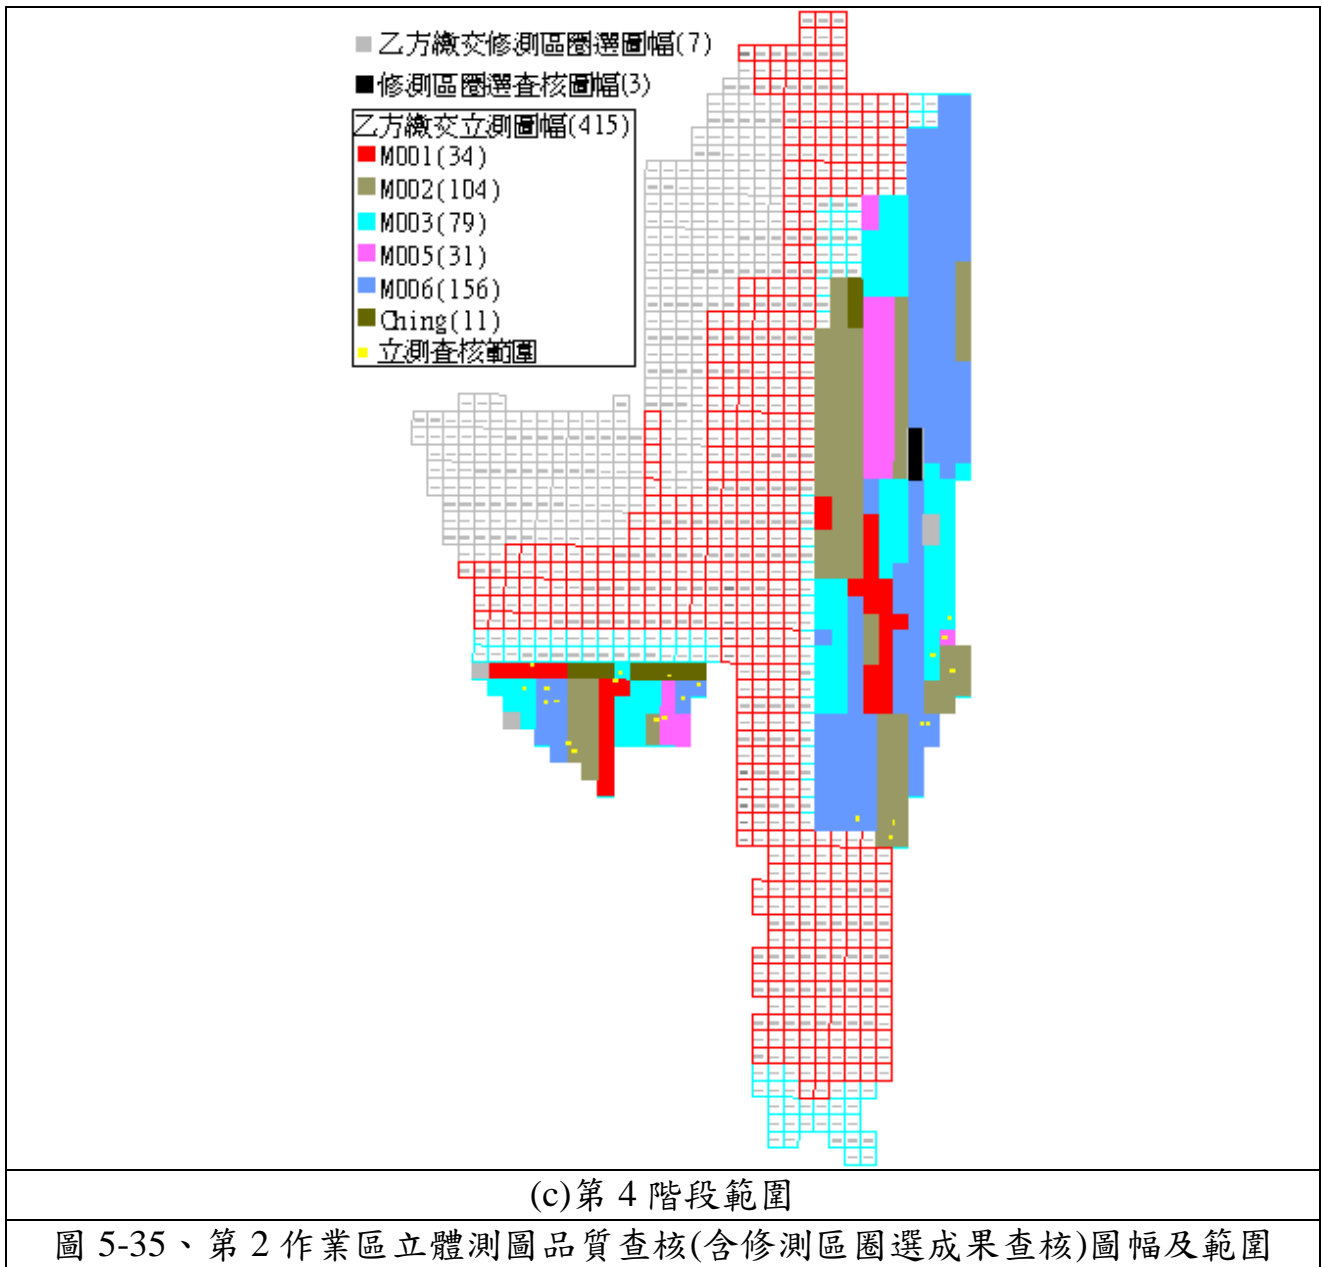 乙方繳交修測區圈選圖幅(7)
修測區圈選查核圖幅(3)
乙方繳交立測圖幅(415)
M001(34)
M002(104)
M003(79)
M005(31)
M006(156)
Ching(11)
立測查核範圍
(c)第 4 階段範圍
圖 5-35、第 2 作業區立體測圖品質查核(含修測區圈選成果查核)圖幅及範圍